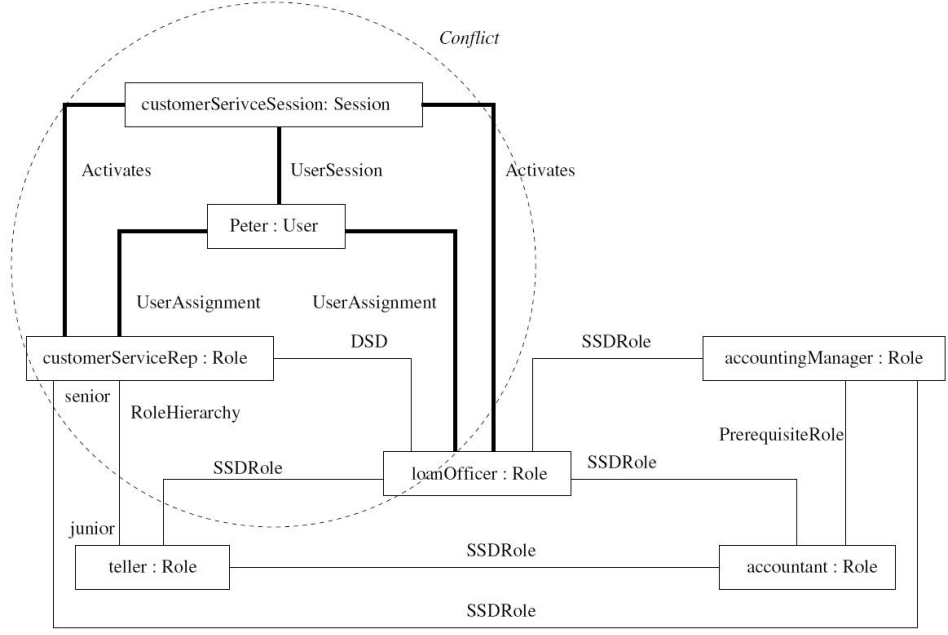 Conflict
customerSerivceSession: Session
Activates
UserSession
Activates
Peter : User
UserAssignment
UserAssignment
DSD
SSDRole
customerServiceRep : Role
accountingManager : Role
senior
RoleHierarchy
PrerequisiteRole
SSDRole
loanOfficer : Role
SSDRole
junior
SSDRole
teller : Role
accountant : Role
SSDRole